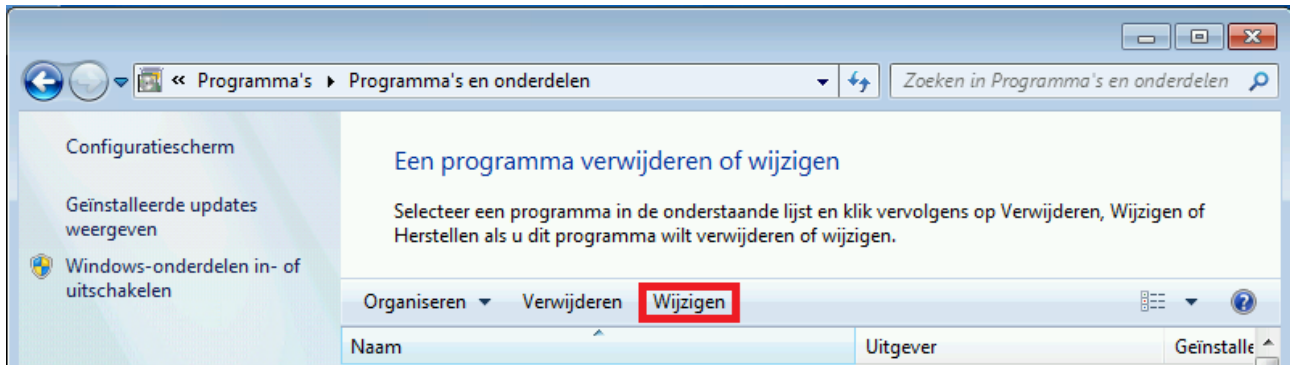 « Programma's ▸ Programma's en onderdelen
Zoeken in Programma's en onderdelen
Configuratiescherm
Geïnstalleerde updates
weergeven
Windows-onderdelen in- of
uitschakelen
Een programma verwijderen of wijzigen
Selecteer een programma in de onderstaande lijst en klik vervolgens op Verwijderen, Wijzigen of
Herstellen als u dit programma wilt verwijderen of wijzigen.
Organiseren Verwijderen Wijzigen
Naam Uitgever Geïnstalle